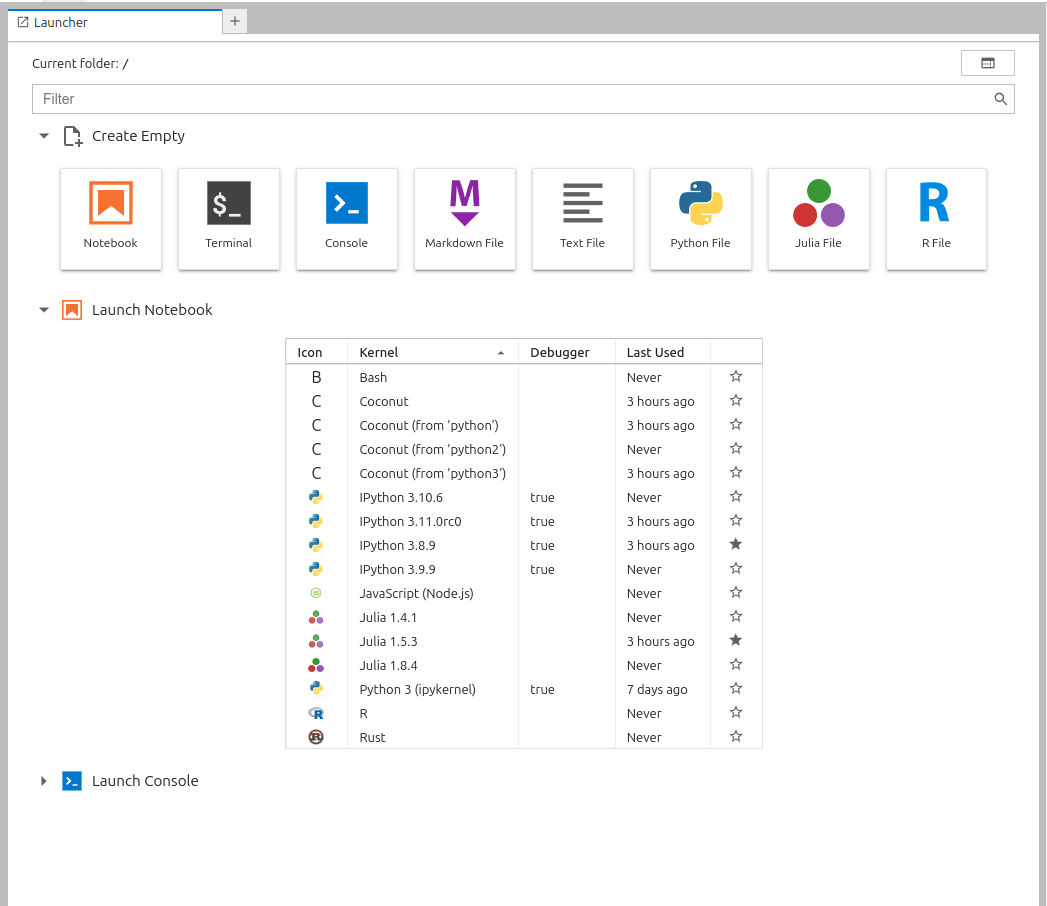 Launcher +
Current folder: /
Filter
Create Empty
$_ >_ M R
Notebook Terminal Console Markdown File Text File Python File Julia File R File
Launch Notebook
Icon Kernel Debugger Last Used
B Bash Never
C Coconut 3 hours ago
C Coconut (from 'python') 3 hours ago
C Coconut (from 'python2') Never
C Coconut (from 'python3') 3 hours ago
IPython 3.10.6 true Never
IPython 3.11.0rc0 true 3 hours ago
IPython 3.8.9 true 3 hours ago
IPython 3.9.9 true Never
JS JavaScript (Node.js) Never
Julia 1.4.1 Never
Julia 1.5.3 3 hours ago
Julia 1.8.4 Never
Python 3 (ipykernel) true 7 days ago
R R Never
R Rust Never
>_ Launch Console